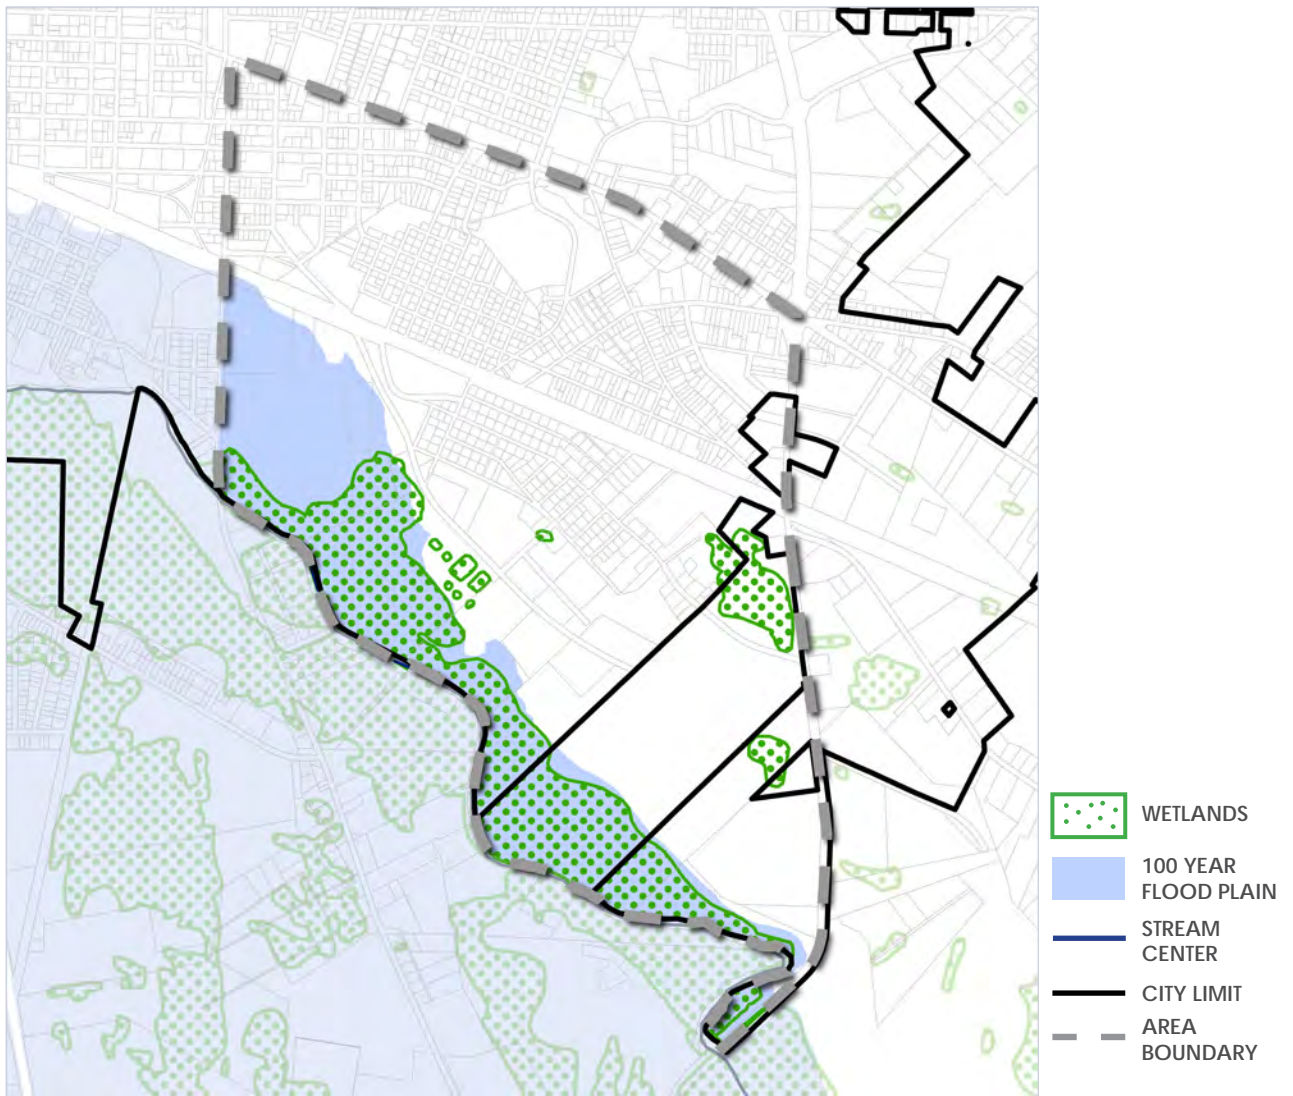 WETLANDS
100 YEAR
FLOOD PLAIN
STREAM
CENTER
CITY LIMIT
AREA
BOUNDARY